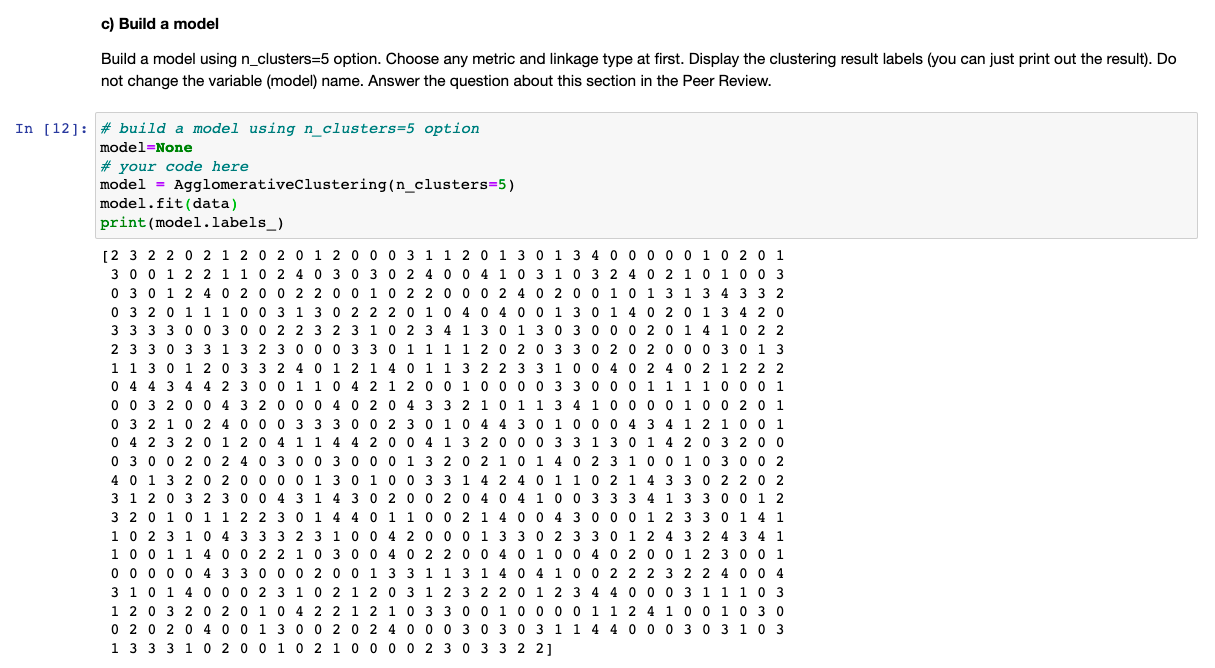 c) Build a model
Build a model using n_clusters=5 option. Choose any metric and linkage type at first. Display the clustering result labels (you can just print out the result). Do
not change the variable (model) name. Answer the question about this section in the Peer Review.
In [12]: # build a model using n_clusters=5 option
model=None
# your code here
model = AgglomerativeClustering(n_clusters=5)
model.fit(data)
print(model.labels_)
[2 3 2 2 0 2 1 2 0 2 0 1 2 0 0 0 3 1 1 2 0 1 3 0 1 3 4 0 0 0 0 0 1 0 2 0 1
3 0 0 1 2 2 1 1 0 2 4 0 3 0 3 0 2 4 0 0 4 1 0 3 1 0 3 2 4 0 2 1 0 1 0 0 3
0 3 0 1 2 4 0 2 0 0 2 2 0 0 1 0 2 2 0 0 0 2 4 0 2 0 0 1 0 1 3 1 3 4 3 3 2
0 3 2 0 1 1 1 0 0 3 1 3 0 2 2 2 0 1 0 4 0 4 0 0 1 3 0 1 4 0 2 0 1 3 4 2 0
3 3 3 3 0 0 3 0 0 2 2 3 2 3 1 0 2 3 4 1 3 0 1 3 0 3 0 0 0 2 0 1 4 1 0 2 2
2 3 3 0 3 3 1 3 2 3 0 0 0 3 3 0 1 1 1 1 2 0 2 0 3 3 0 2 0 2 0 0 0 3 0 1 3
1 1 3 0 1 2 0 3 3 2 4 0 1 2 1 4 0 1 1 3 2 2 3 3 1 0 0 4 0 2 4 0 2 1 2 2 2
0 4 4 3 4 4 2 3 0 0 1 1 0 4 2 1 2 0 0 1 0 0 0 0 3 3 0 0 0 1 1 1 1 0 0 0 1
0 0 3 2 0 0 4 3 2 0 0 0 4 0 2 0 4 3 3 2 1 0 1 1 3 4 1 0 0 0 0 1 0 0 2 0 1
0 3 2 1 0 2 4 0 0 0 3 3 3 0 0 2 3 0 1 0 4 4 3 0 1 0 0 0 4 3 4 1 2 1 0 0 1
0 4 2 3 2 0 1 2 0 4 1 1 4 4 2 0 0 4 1 3 2 0 0 0 3 3 1 3 0 1 4 2 0 3 2 0 0
0 3 0 0 2 0 2 4 0 3 0 0 3 0 0 0 1 3 2 0 2 1 0 1 4 0 2 3 1 0 0 1 0 3 0 0 2
4 0 1 3 2 0 2 0 0 0 0 1 3 0 1 0 0 3 3 1 4 2 4 0 1 1 0 2 1 4 3 3 0 2 2 0 2
3 1 2 0 3 2 3 0 0 4 3 1 4 3 0 2 0 0 2 0 4 0 4 1 0 0 3 3 3 4 1 3 3 0 0 1 2
3 2 0 1 0 1 1 2 2 3 0 1 4 4 0 1 1 0 0 2 1 4 0 0 4 3 0 0 0 1 2 3 3 0 1 4 1
1 0 2 3 1 0 4 3 3 3 2 3 1 0 0 4 2 0 0 0 1 3 3 0 2 3 3 0 1 2 4 3 2 4 3 4 1
1 0 0 1 1 4 0 0 2 2 1 0 3 0 0 4 0 2 2 0 0 4 0 1 0 0 4 0 2 0 0 1 2 3 0 0 1
0 0 0 0 0 4 3 3 0 0 0 2 0 0 1 3 3 1 1 3 1 4 0 4 1 0 0 2 2 2 3 2 2 4 0 0 4
3 1 0 1 4 0 0 0 2 3 1 0 2 1 2 0 3 1 2 3 2 2 0 1 2 3 4 4 0 0 0 3 1 1 1 0 3
1 2 0 3 2 0 2 0 1 0 4 2 2 1 2 1 0 3 3 0 0 1 0 0 0 0 1 1 2 4 1 0 0 1 0 3 0
0 2 0 2 0 4 0 0 1 3 0 0 2 0 2 4 0 0 0 3 0 3 0 3 1 1 4 4 0 0 0 3 0 3 1 0 3
1 3 3 3 1 0 2 0 0 1 0 2 1 0 0 0 0 2 3 0 3 3 2 2]